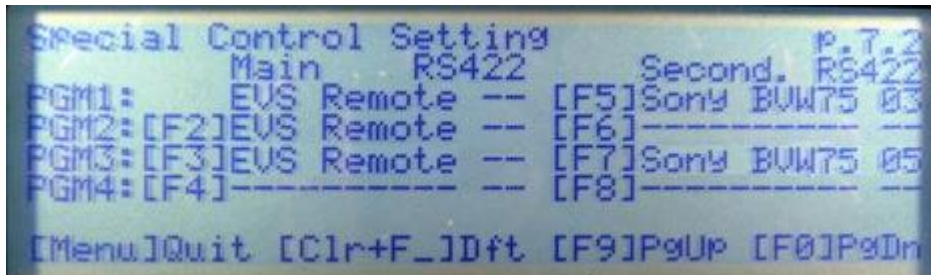 Special Control Setting p.7.2
Main RS422 Second. RS422
PGM1: EVS Remote -- [F5]Sony BVW75 03
PGM2:[F2]EVS Remote -- [F6]----------- --
PGM3:[F3]EVS Remote -- [F7]Sony BVW75 05
PGM4:[F4]----------- -- [F8]----------- --
[Menu]Quit [Clr+F_]Dft [F9]PgUp [F0]PgDn